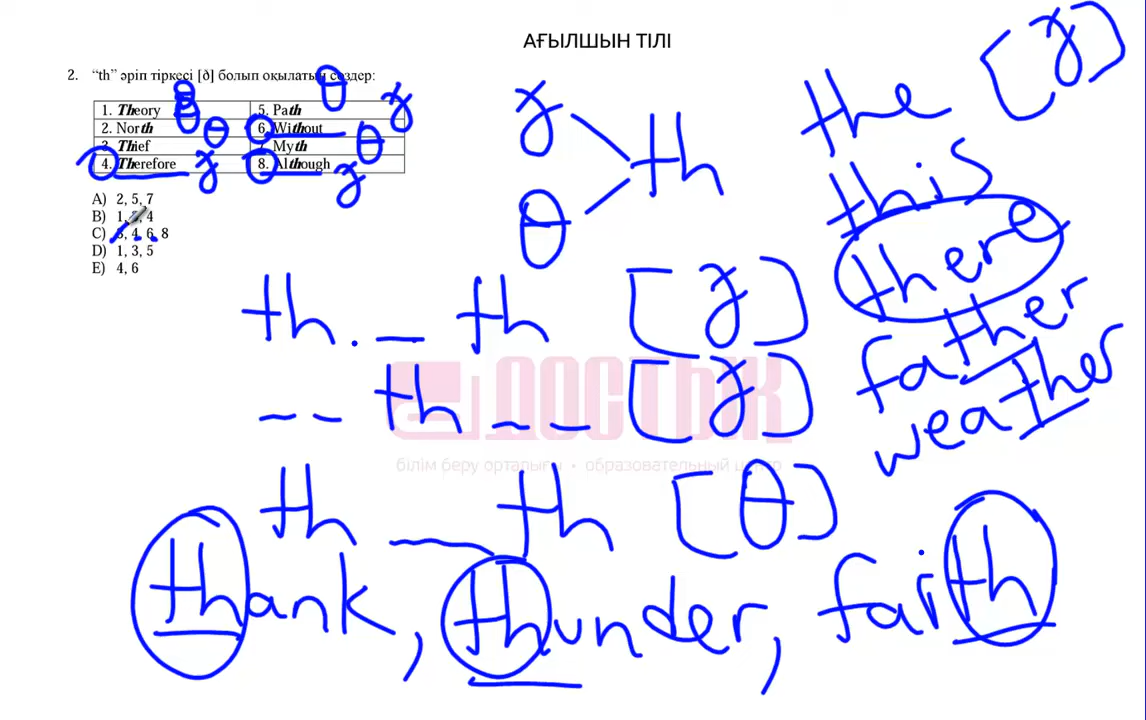 АҒЫЛШЫН ТІЛІ
2. “th” әріп тіркесі [ð] болып оқылатын сөздер:
1. Theory 5. Path
2. North 6. Without
3. Thief 7. Myth
4. Therefore 8. Although
A) 2, 5, 7
B) 1, 4
C) 3, 4, 6, 8
D) 1, 3, 5
E) 4, 6
th
θ
the
this
there
father
weather
th. – th
– – th – –
th – th [θ]
thank, thunder, faith
ДОСТЫК
білім беру орталығы • образовательный центр